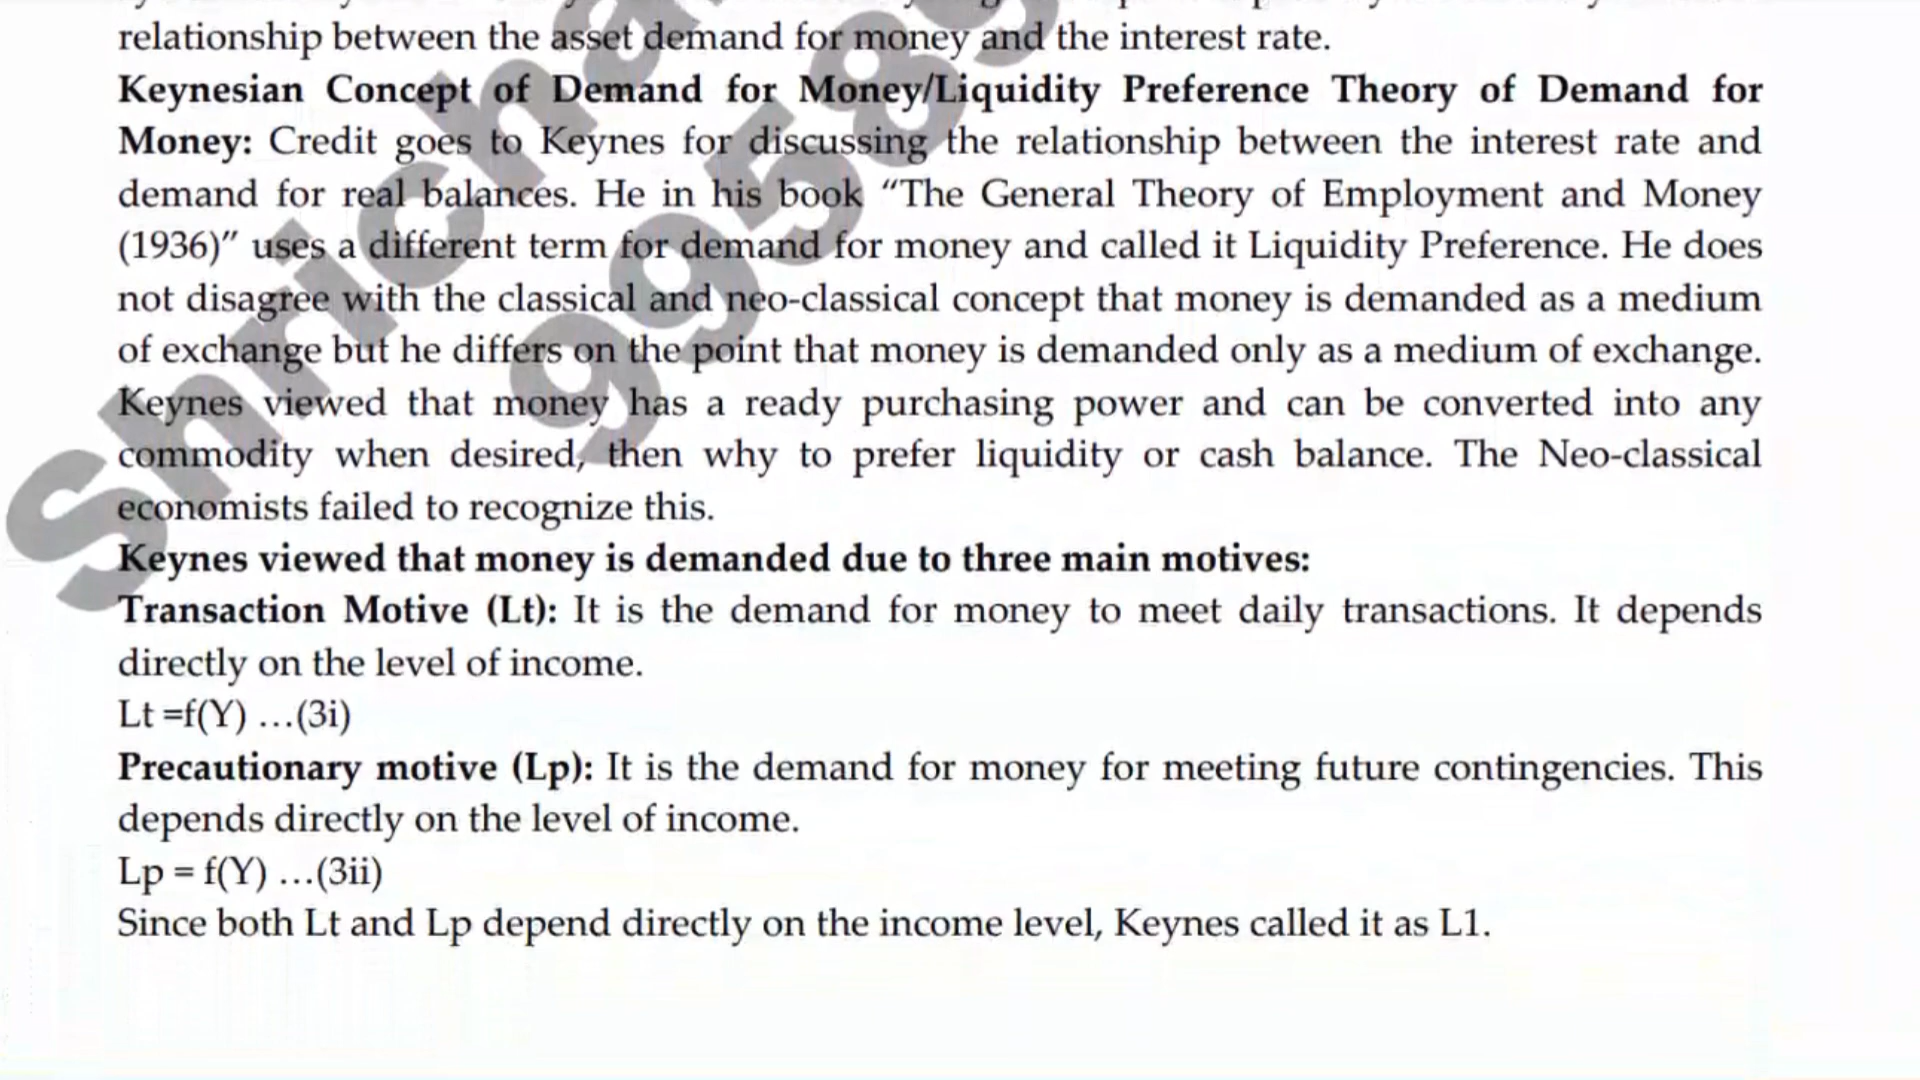 relationship between the asset demand for money and the interest rate.
Keynesian Concept of Demand for Money/Liquidity Preference Theory of Demand for
Money: Credit goes to Keynes for discussing the relationship between the interest rate and
demand for real balances. He in his book “The General Theory of Employment and Money
(1936)” uses a different term for demand for money and called it Liquidity Preference. He does
not disagree with the classical and neo-classical concept that money is demanded as a medium
of exchange but he differs on the point that money is demanded only as a medium of exchange.
Keynes viewed that money has a ready purchasing power and can be converted into any
commodity when desired, then why to prefer liquidity or cash balance. The Neo-classical
economists failed to recognize this.
Keynes viewed that money is demanded due to three main motives:
Transaction Motive (Lt): It is the demand for money to meet daily transactions. It depends
directly on the level of income.
Lt =f(Y) …(3i)
Precautionary motive (Lp): It is the demand for money for meeting future contingencies. This
depends directly on the level of income.
Lp = f(Y) …(3ii)
Since both Lt and Lp depend directly on the income level, Keynes called it as L1.